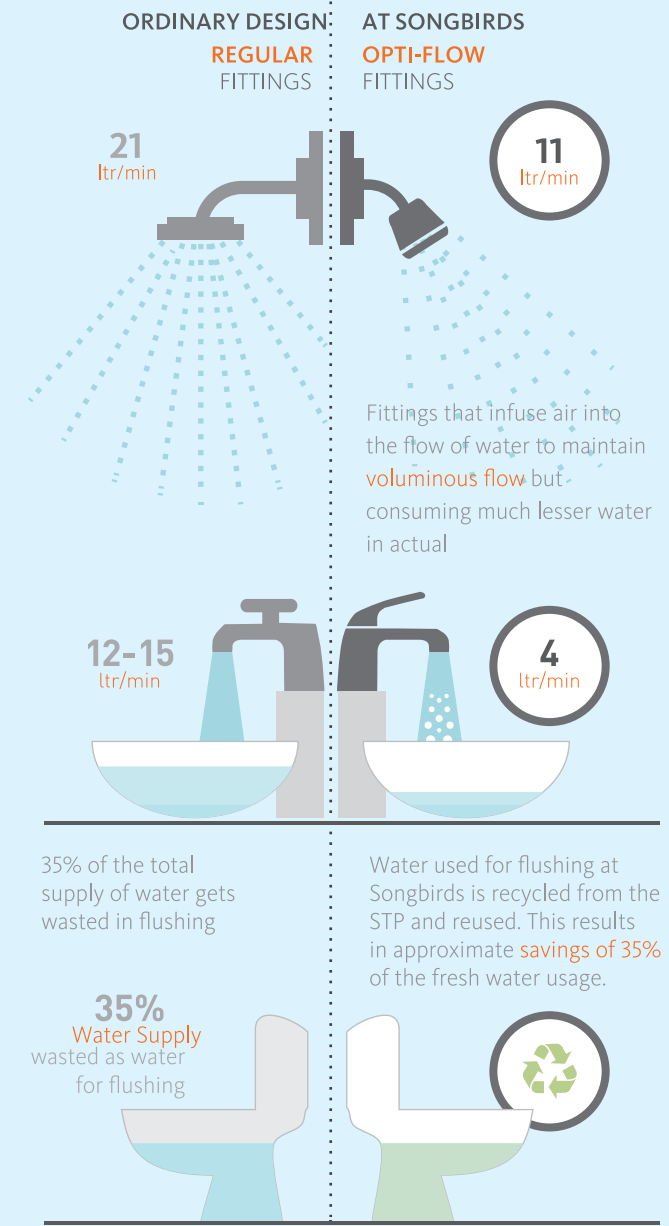 ORDINARY DESIGN
REGULAR
FITTINGS
AT SONGBIRDS
OPTI-FLOW
FITTINGS
21
ltr/min
11
ltr/min
Fittings that infuse air into
the flow of water to maintain
voluminous flow but
consuming much lesser water
in actual
12-15
ltr/min
4
ltr/min
35% of the total
supply of water gets
wasted in flushing
Water used for flushing at
Songbirds is recycled from the
STP and reused. This results
in approximate savings of 35%
of the fresh water usage.
35%
Water Supply
wasted as water
for flushing